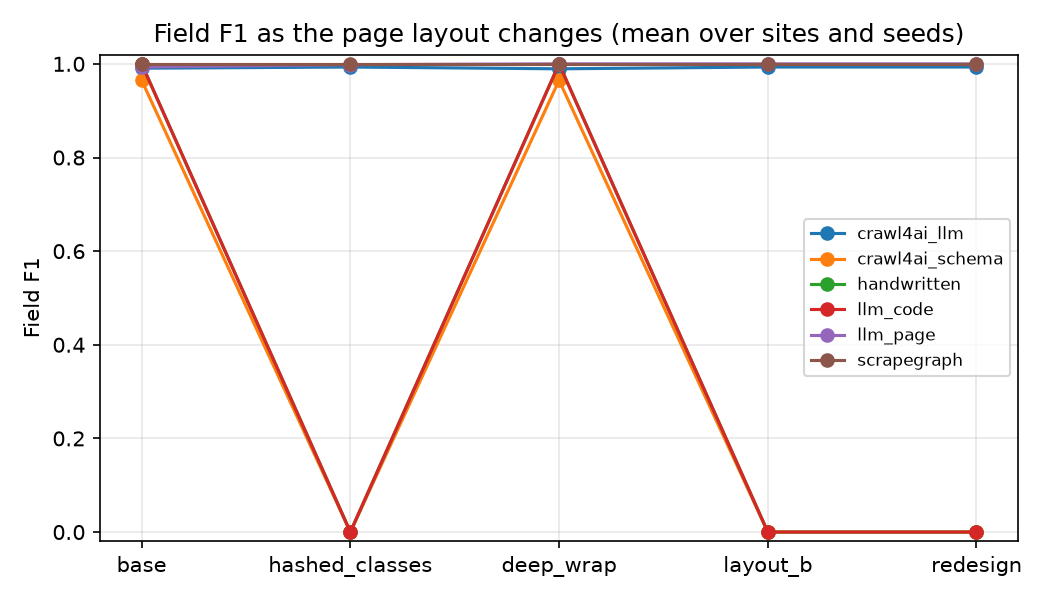 Field F1 as the page layout changes (mean over sites and seeds)
Field F1
1.0
0.8
0.6
0.4
0.2
0.0
crawl4ai_llm
crawl4ai_schema
handwritten
llm_code
llm_page
scrapegraph
base
hashed_classes
deep_wrap
layout_b
redesign